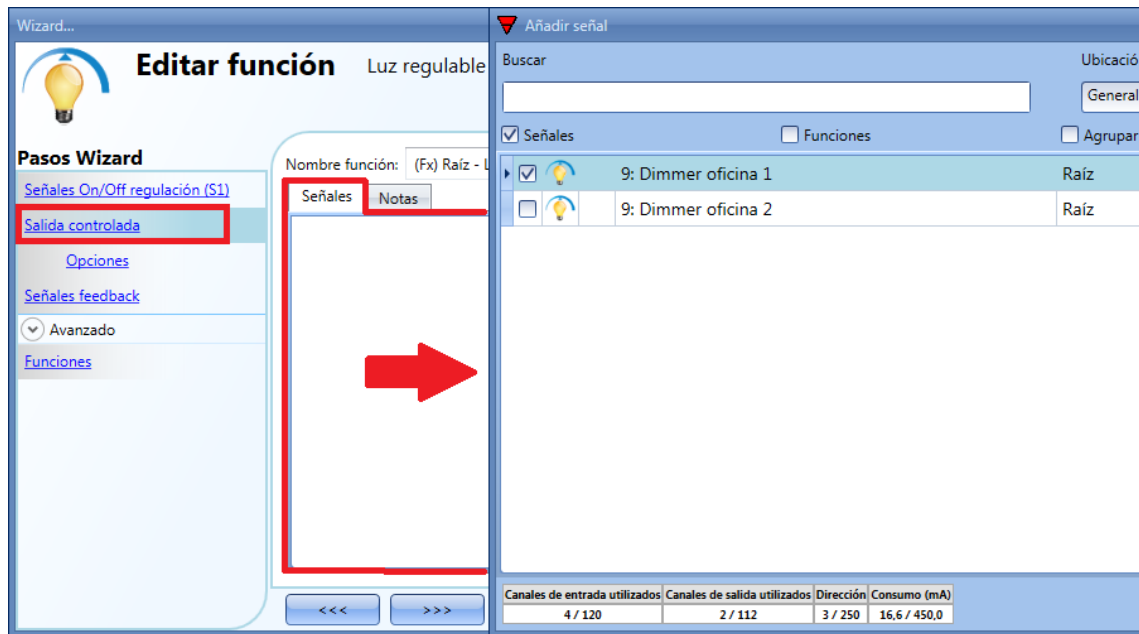 Wizard...
Editar función Luz regulable
Pasos Wizard
Señales On/Off regulación (S1)
Salida controlada
Opciones
Señales feedback
Avanzado
Funciones
Nombre función: (Fx) Raíz - L
Señales Notas
<<< >>>
Añadir señal
Buscar Ubicació
General
Señales Funciones Agrupar
9: Dimmer oficina 1 Raíz
9: Dimmer oficina 2 Raíz
Canales de entrada utilizados Canales de salida utilizados Dirección Consumo (mA)
4 / 120 2 / 112 3 / 250 16,6 / 450,0